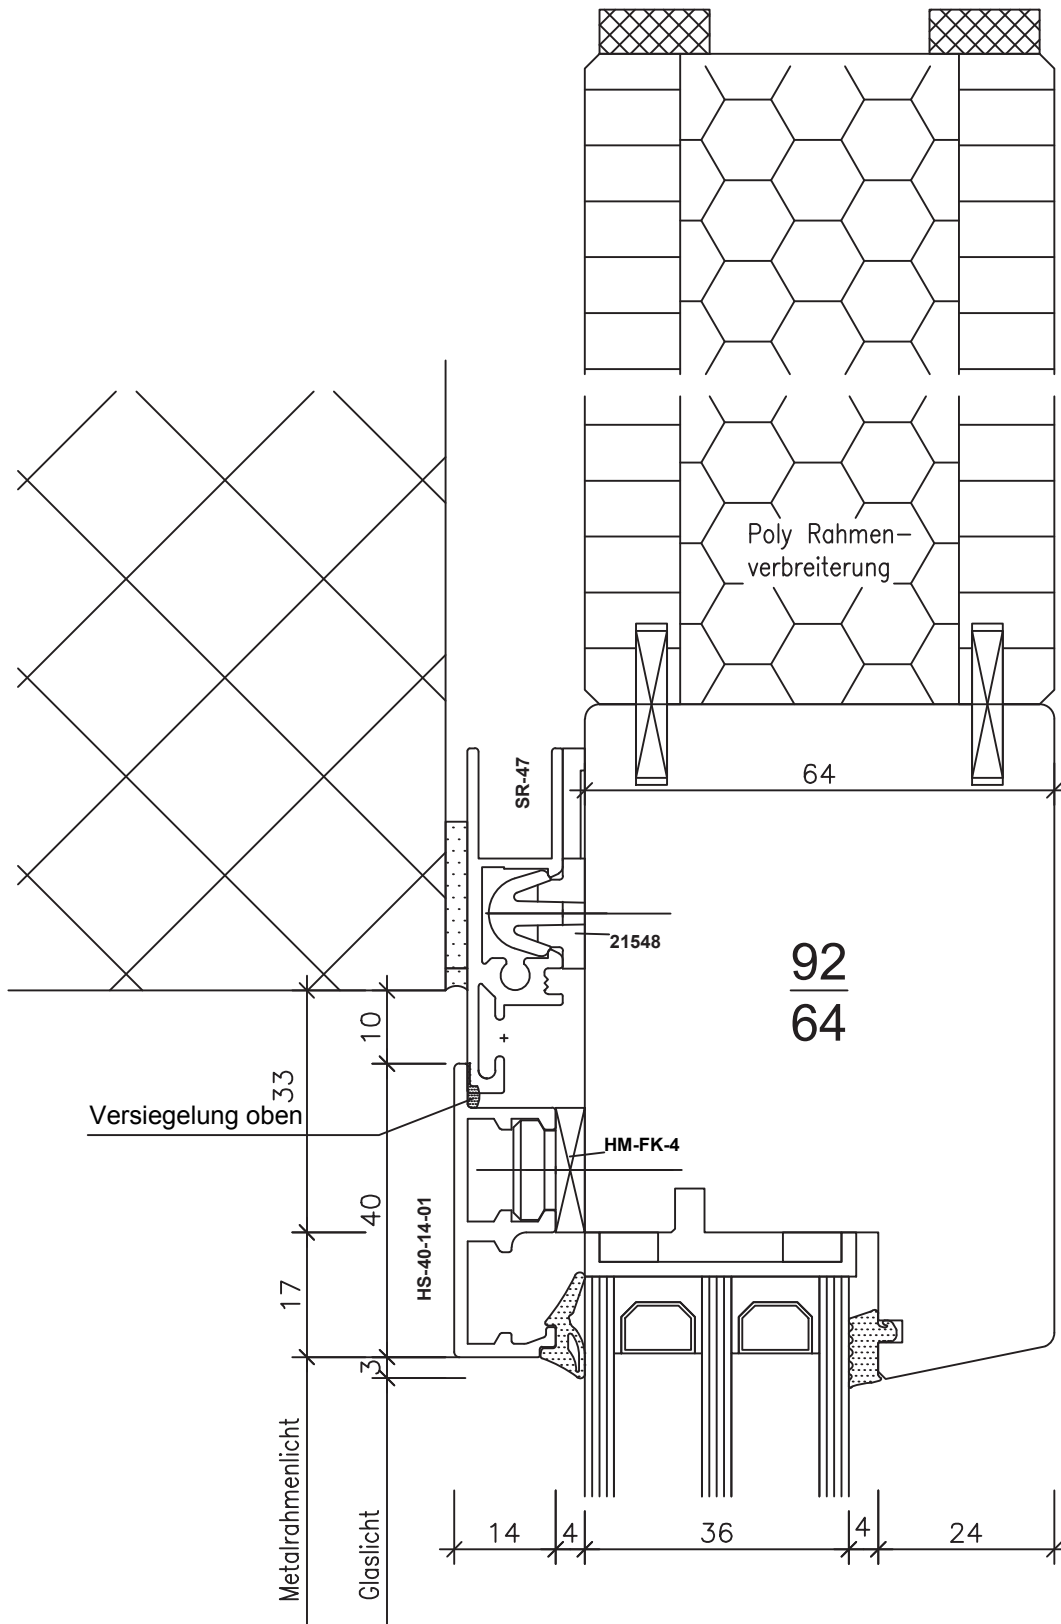 Poly Rahmen-
verbreiterung
SR-47
64
21548
92
64
10
33
Versiegelung oben
HM-FK-4
40
HS-40-14-01
17
3
Metalrahmenlicht
Glaslicht
14
4
36
4
24